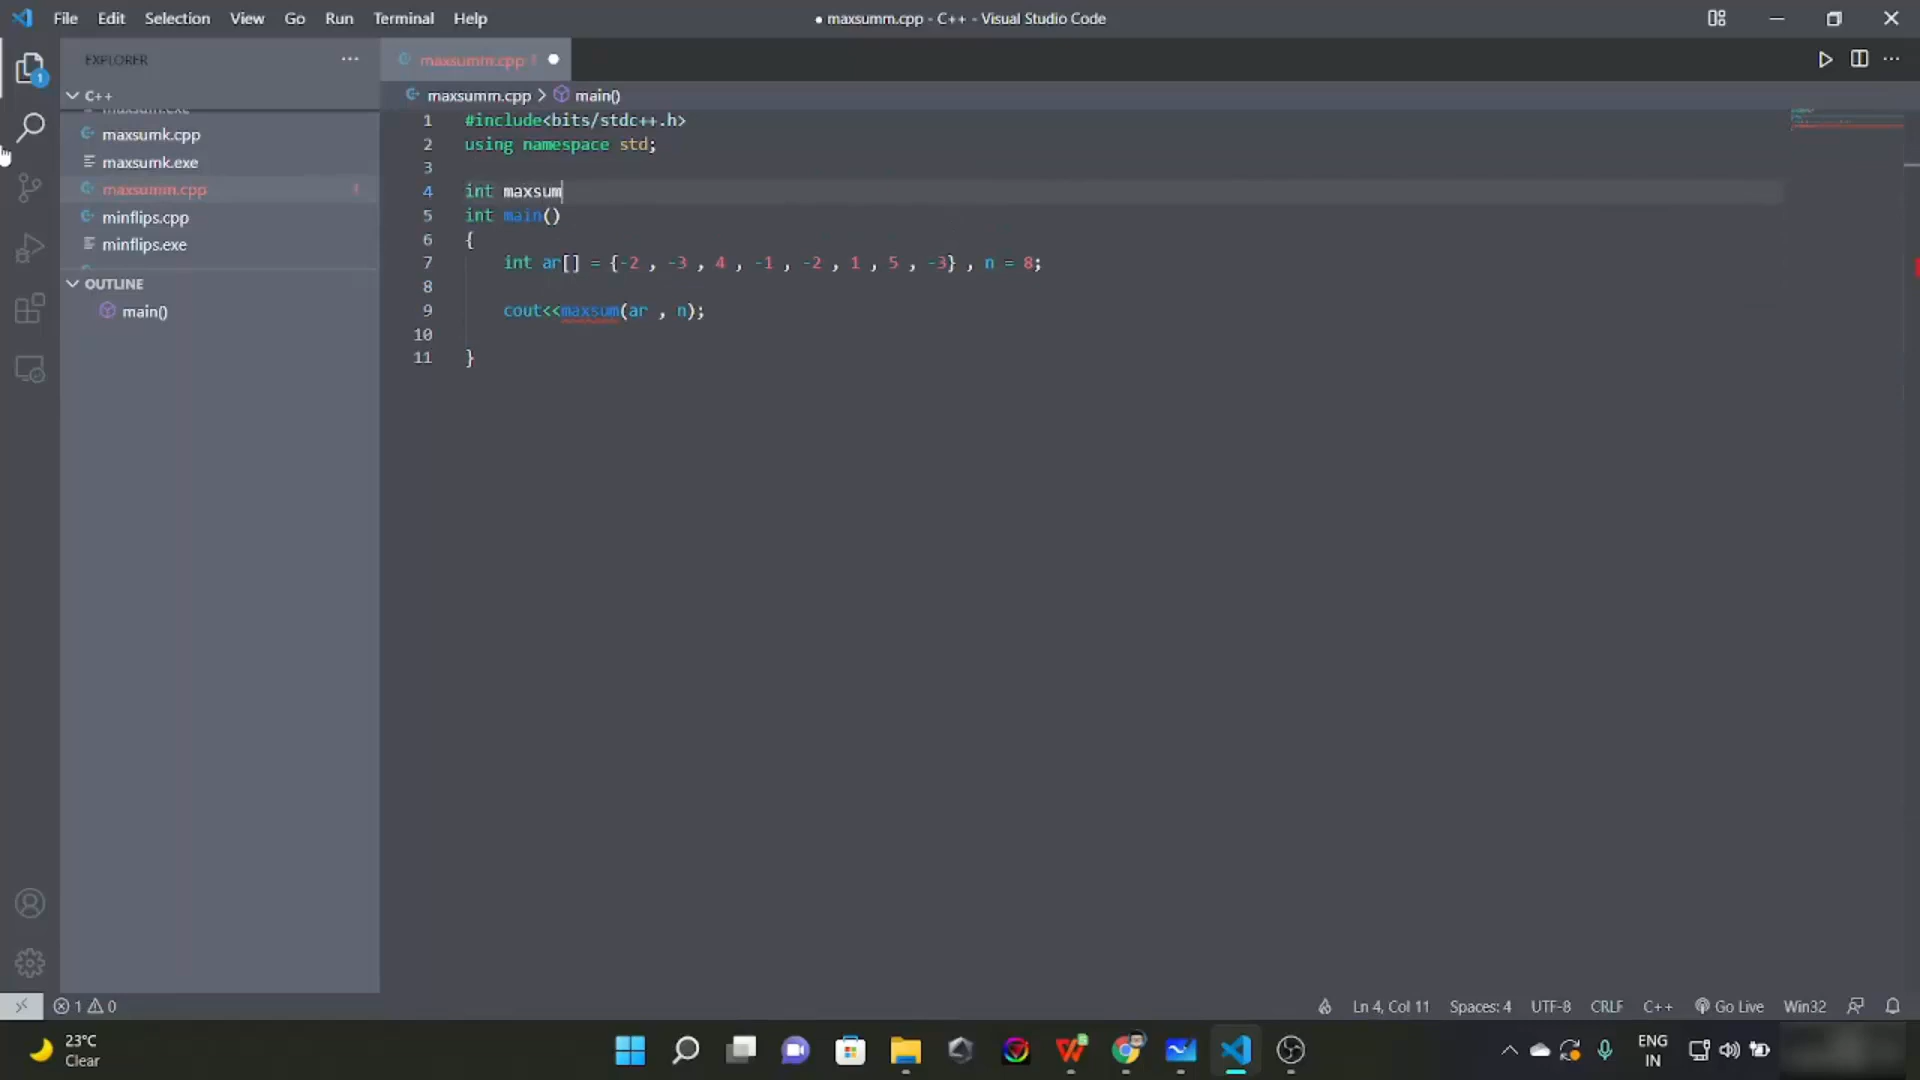 File Edit Selection View Go Run Terminal Help
● maxsumm.cpp - C++ - Visual Studio Code
EXPLORER
maxsumm.cpp !
C++
maxsumm.cpp > main()
maxsumk.cpp
maxsumk.exe
maxsumm.cpp !
minflips.cpp
minflips.exe
OUTLINE
main()
1 #include<bits/stdc++.h>
2 using namespace std;
3
4 int maxsum
5 int main()
6 {
7 int ar[] = {-2 , -3 , 4 , -1 , -2 , 1 , 5 , -3} , n = 8;
8
9 cout<<maxsum(ar , n);
10
11 }
1
1 0
Ln 4, Col 11 Spaces: 4 UTF-8 CRLF C++ Go Live Win32
23°C
Clear
ENG
IN